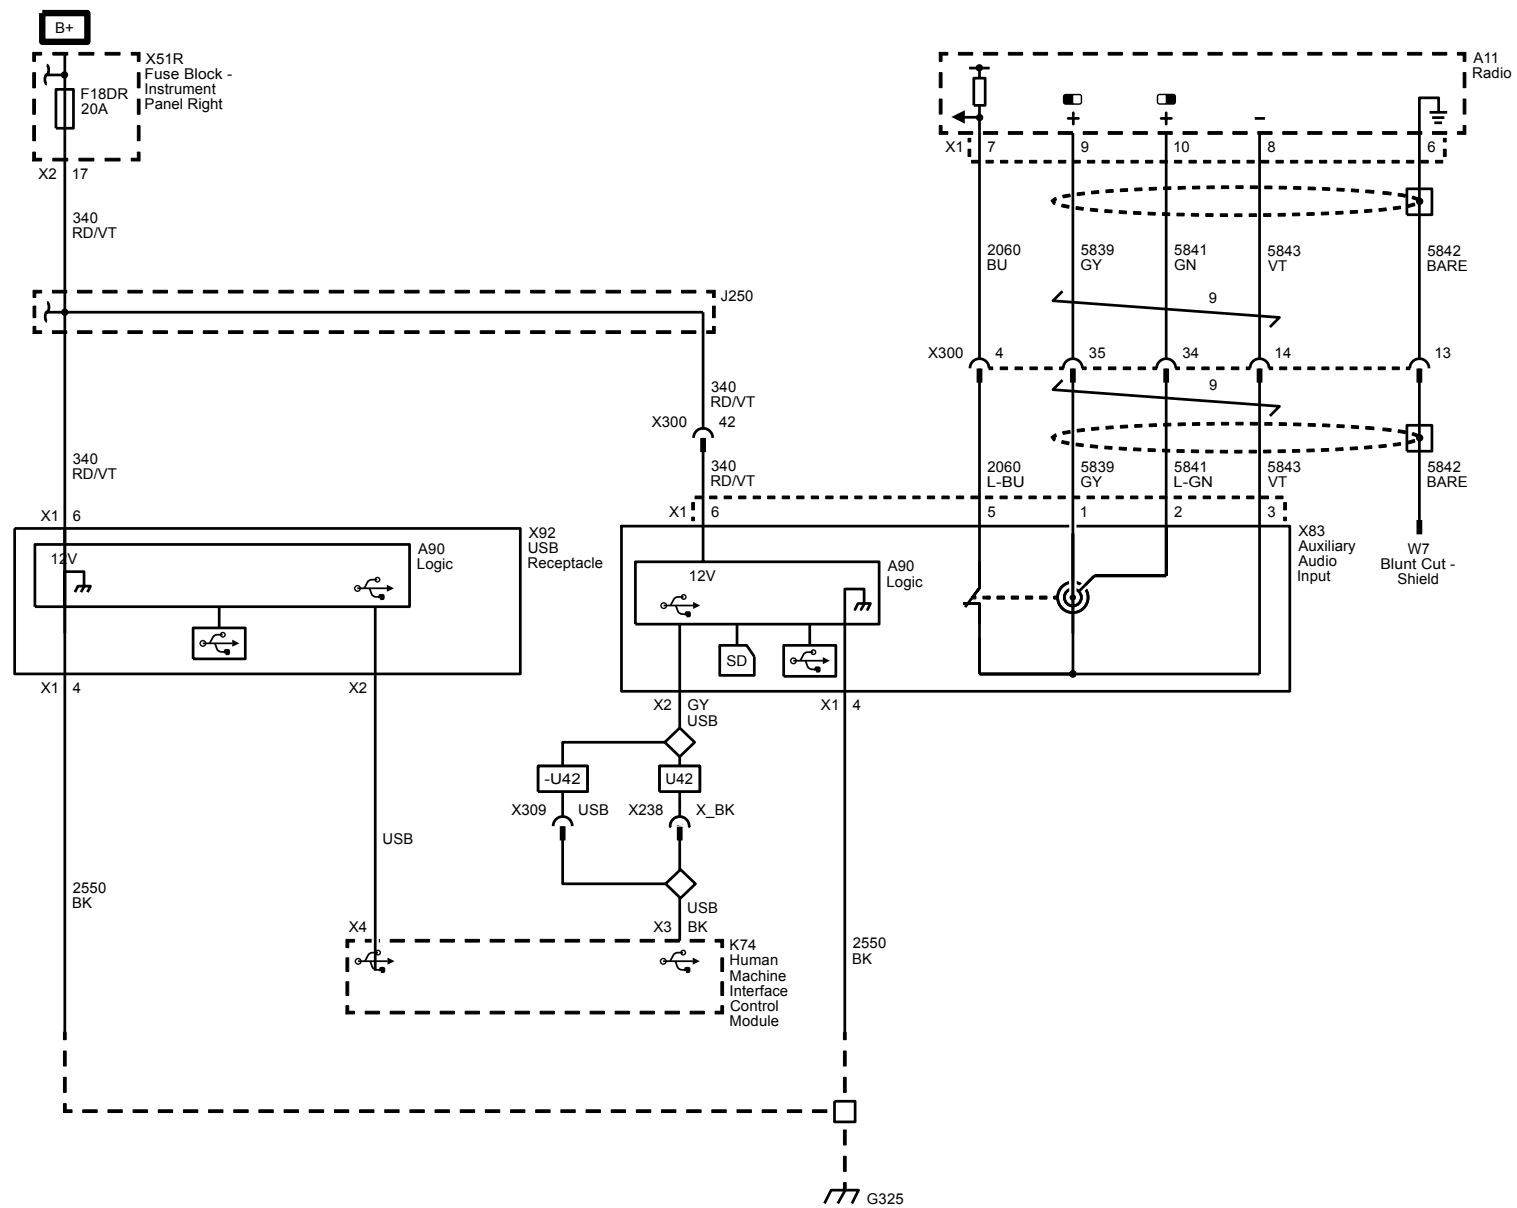 B+
X51R
Fuse Block -
Instrument
Panel Right
F18DR
20A
X2 17
340
RD/VT
A11
Radio
+ + −
X1 7 9 10 8 6
2060
BU
5839
GY
5841
GN
5843
VT
5842
BARE
J250
9
X300 4 35 34 14 13
340
RD/VT
X300 42
9
340
RD/VT
340
RD/VT
2060
L-BU
5839
GY
5841
L-GN
5843
VT
5842
BARE
X1 6
X1 6 5 1 2 3
X92
USB
Receptacle
A90
Logic
12V
X83
Auxiliary
Audio
Input
W7
Blunt Cut -
Shield
A90
Logic
12V
SD
X1 4
X2
X2 GY
USB
X1 4
-U42
U42
X309 USB
X238 X_BK
USB
2550
BK
USB
X4
X3 BK
K74
Human
Machine
Interface
Control
Module
2550
BK
G325